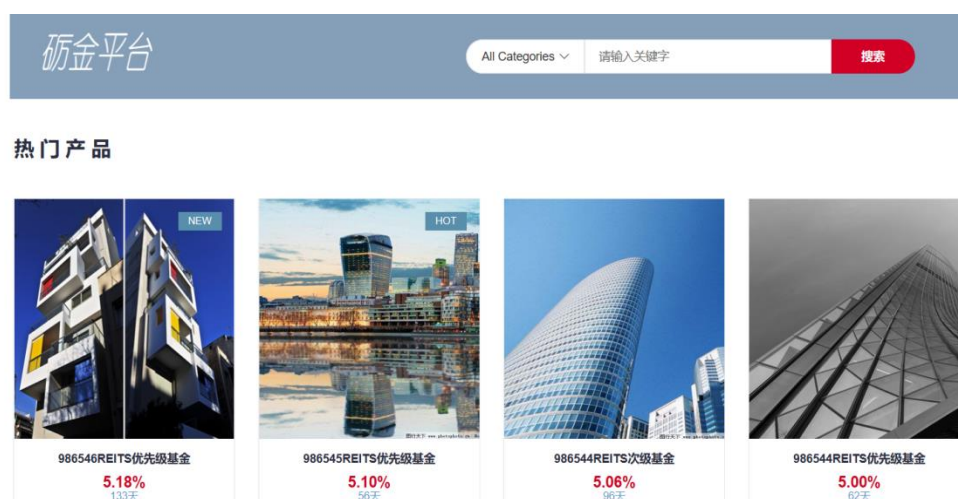 砺金平台
All Categories
请输入关键字
搜索
热门产品
NEW
HOT
986546REITS优先级基金
986545REITS优先级基金
986544REITS次级基金
986544REITS优先级基金
5.18%
5.10%
5.06%
5.00%
133天
56天
96天
62天